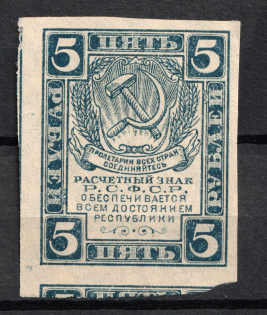 5 ПЯТЬ 5
РУБЛЕЙ
РУБЛЕЙ
ПРОЛЕТАРИИ ВСЕХ СТРАН
СОЕДИНЯЙТЕСЬ
РАСЧЕТНЫЙ ЗНАК
Р.С.Ф.С.Р.
ОБЕСПЕЧИВАЕТСЯ
ВСЕМ ДОСТОЯНИЕМ
РЕСПУБЛИКИ
5 ПЯТЬ 5